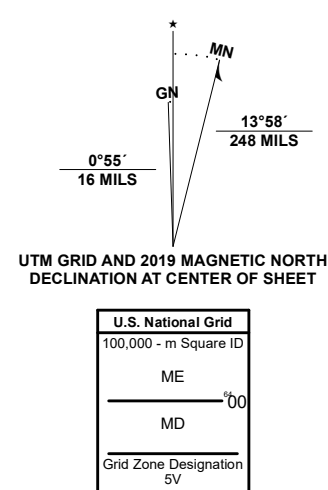 ★
MN
GN
13°58´
248 MILS
0°55´
16 MILS
UTM GRID AND 2019 MAGNETIC NORTH
DECLINATION AT CENTER OF SHEET
U.S. National Grid
100,000 - m Square ID
ME
6400
MD
Grid Zone Designation
5V